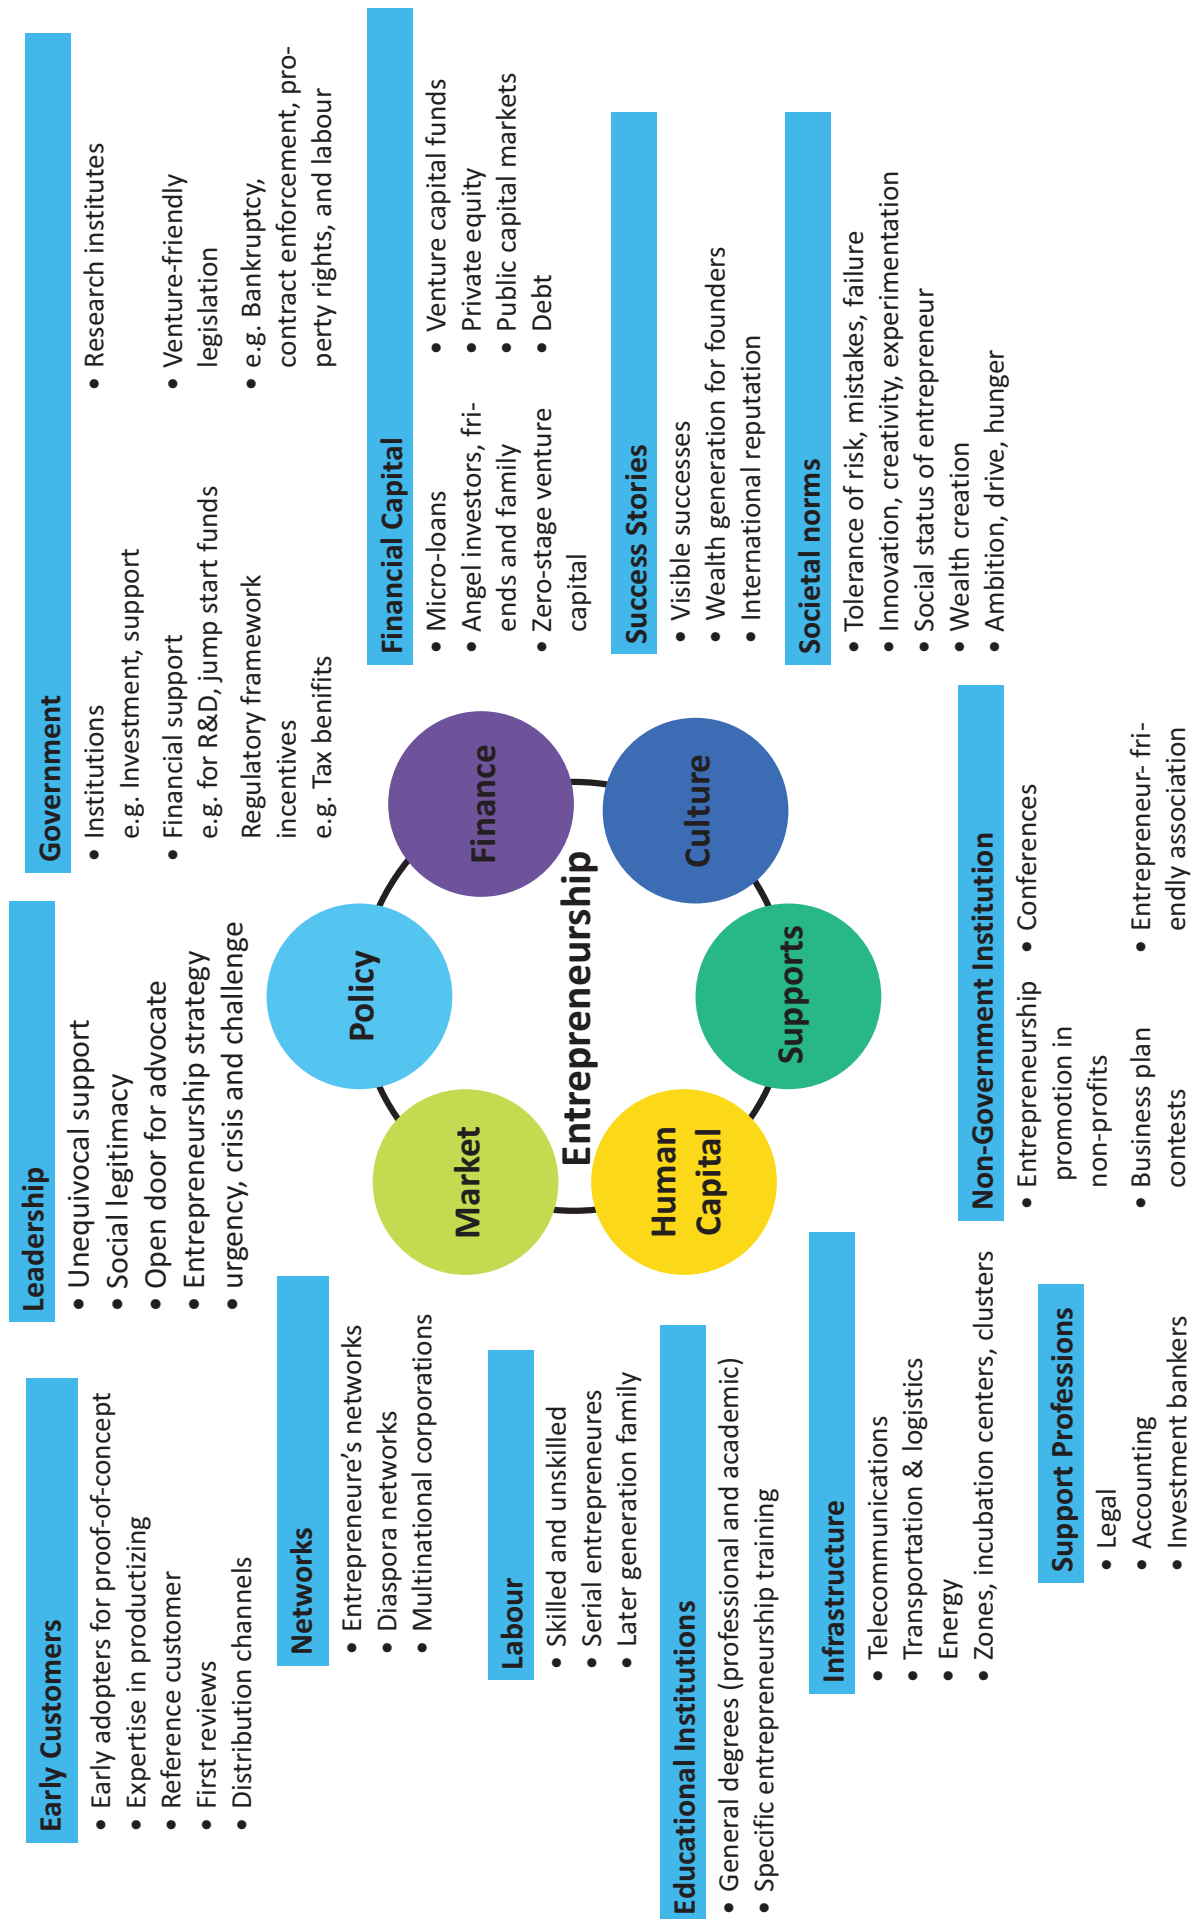 Early Customers
• Early adopters for proof-of-concept
• Expertise in productizing
• Reference customer
• First reviews
• Distribution channels
Leadership
• Unequivocal support
• Social legitimacy
• Open door for advocate
• Entrepreneurship strategy
• urgency, crisis and challenge
Government
• Institutions
e.g. Investment, support
• Financial support
e.g. for R&D, jump start funds
Regulatory framework
incentives
e.g. Tax benifits
• Research institutes
• Venture-friendly
legislation
• e.g. Bankruptcy,
contract enforcement, pro-
perty rights, and labour
Networks
• Entrepreneure's networks
• Diaspora networks
• Multinational corporations
Labour
• Skilled and unskilled
• Serial entrepreneures
• Later generation family
Educational Institutions
• General degrees (professional and academic)
• Specific entrepreneurship training
Policy
Market
Finance
Entrepreneurship
Human
Capital
Culture
Supports
Financial Capital
• Micro-loans
• Angel investors, fri-
ends and family
• Zero-stage venture
capital
• Venture capital funds
• Private equity
• Public capital markets
• Debt
Success Stories
• Visible successes
• Wealth generation for founders
• International reputation
Societal norms
• Tolerance of risk, mistakes, failure
• Innovation, creativity, experimentation
• Social status of entrepreneur
• Wealth creation
• Ambition, drive, hunger
Infrastructure
• Telecommunications
• Transportation & logistics
• Energy
• Zones, incubation centers, clusters
Support Professions
• Legal
• Accounting
• Investment bankers
Non-Government Institution
• Entrepreneurship
promotion in
non-profits
• Business plan
contests
• Conferences
• Entrepreneur- fri-
endly association